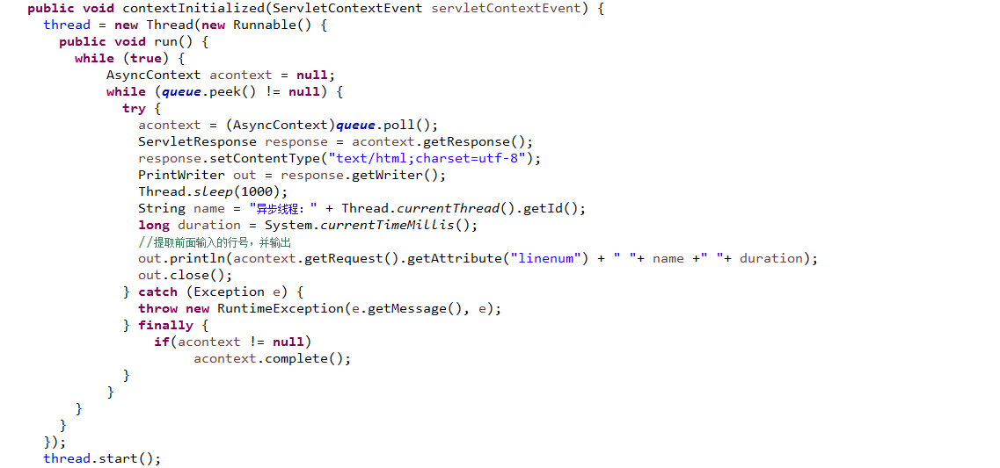 public void contextInitialized(ServletContextEvent servletContextEvent) {
thread = new Thread(new Runnable() {
public void run() {
while (true) {
AsyncContext acontext = null;
while (queue.peek() != null) {
try {
acontext = (AsyncContext)queue.poll();
ServletResponse response = acontext.getResponse();
response.setContentType("text/html;charset=utf-8");
PrintWriter out = response.getWriter();
Thread.sleep(1000);
String name = "异步线程：" + Thread.currentThread().getId();
long duration = System.currentTimeMillis();
//提取前面输入的行号，并输出
out.println(acontext.getRequest().getAttribute("linenum") + " "+ name +" "+ duration);
out.close();
} catch (Exception e) {
throw new RuntimeException(e.getMessage(), e);
} finally {
if(acontext != null)
acontext.complete();
}
}
}
}
});
thread.start();